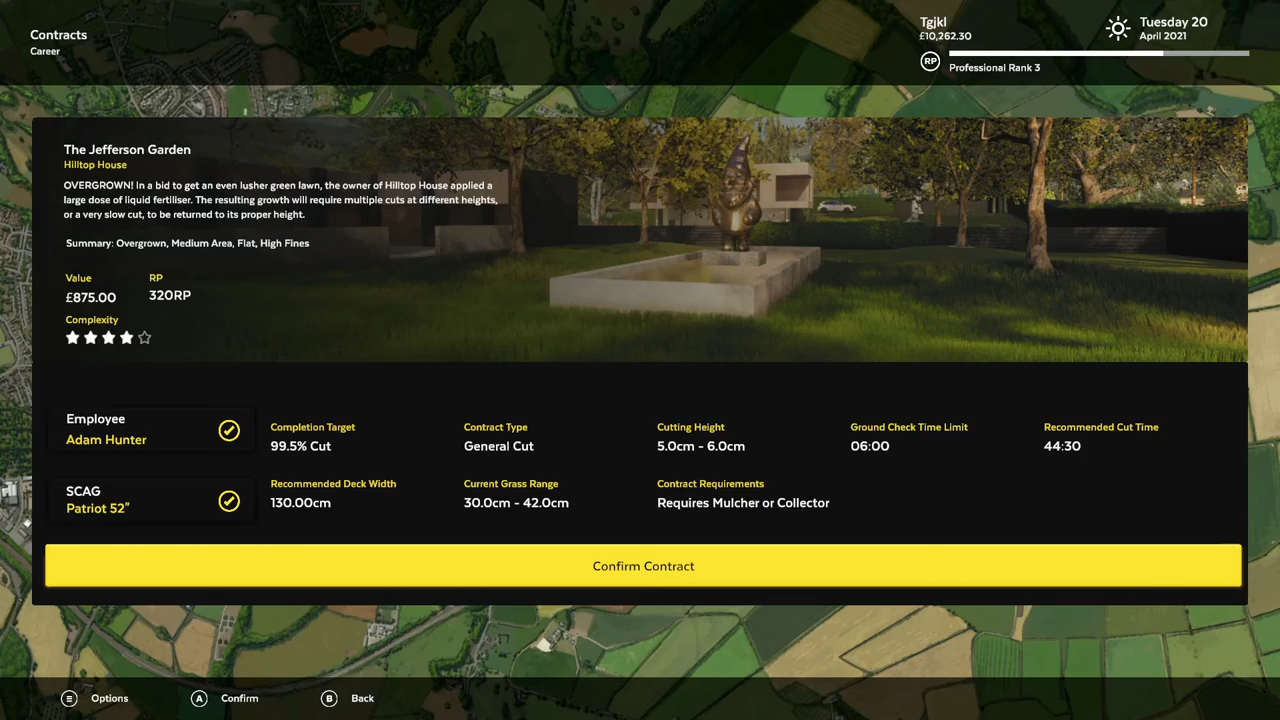 Contracts
Career
Tgjkl
£10,262.30
Tuesday 20
April 2021
RP
Professional Rank 3
The Jefferson Garden
Hilltop House
OVERGROWN! In a bid to get an even lusher green lawn, the owner of Hilltop House applied a
large dose of liquid fertiliser. The resulting growth will require multiple cuts at different heights,
or a very slow cut, to be returned to its proper height.
Summary: Overgrown, Medium Area, Flat, High Fines
Value
£875.00
RP
320RP
Complexity
Employee
Adam Hunter
Completion Target
99.5% Cut
Contract Type
General Cut
Cutting Height
5.0cm - 6.0cm
Ground Check Time Limit
06:00
Recommended Cut Time
44:30
SCAG
Patriot 52"
Recommended Deck Width
130.00cm
Current Grass Range
30.0cm - 42.0cm
Contract Requirements
Requires Mulcher or Collector
Confirm Contract
Options
A Confirm
B Back